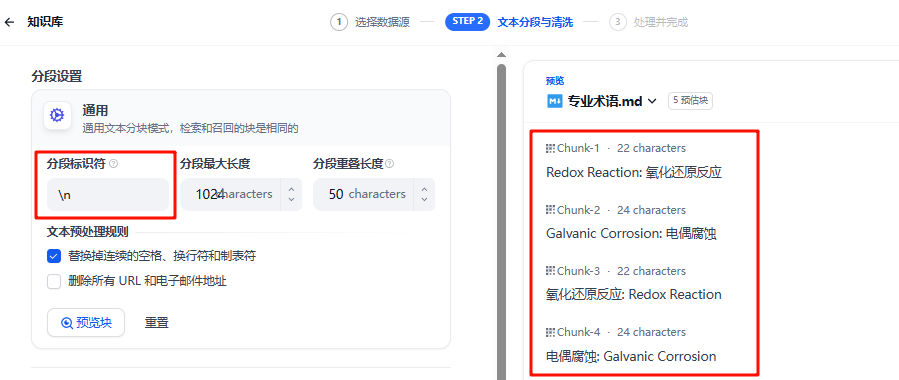 知识库
1 选择数据源
STEP 2 文本分段与清洗
3 处理并完成
分段设置
通用
通用文本分块模式，检索和召回的块是相同的
分段标识符
\n
分段最大长度
1024 characters
分段重叠长度
50 characters
文本预处理规则
替换掉连续的空格、换行符和制表符
删除所有 URL 和电子邮件地址
预览块
重置
预览
专业术语.md
5 预估块
Chunk-1 · 22 characters
Redox Reaction: 氧化还原反应
Chunk-2 · 24 characters
Galvanic Corrosion: 电偶腐蚀
Chunk-3 · 22 characters
氧化还原反应: Redox Reaction
Chunk-4 · 24 characters
电偶腐蚀: Galvanic Corrosion